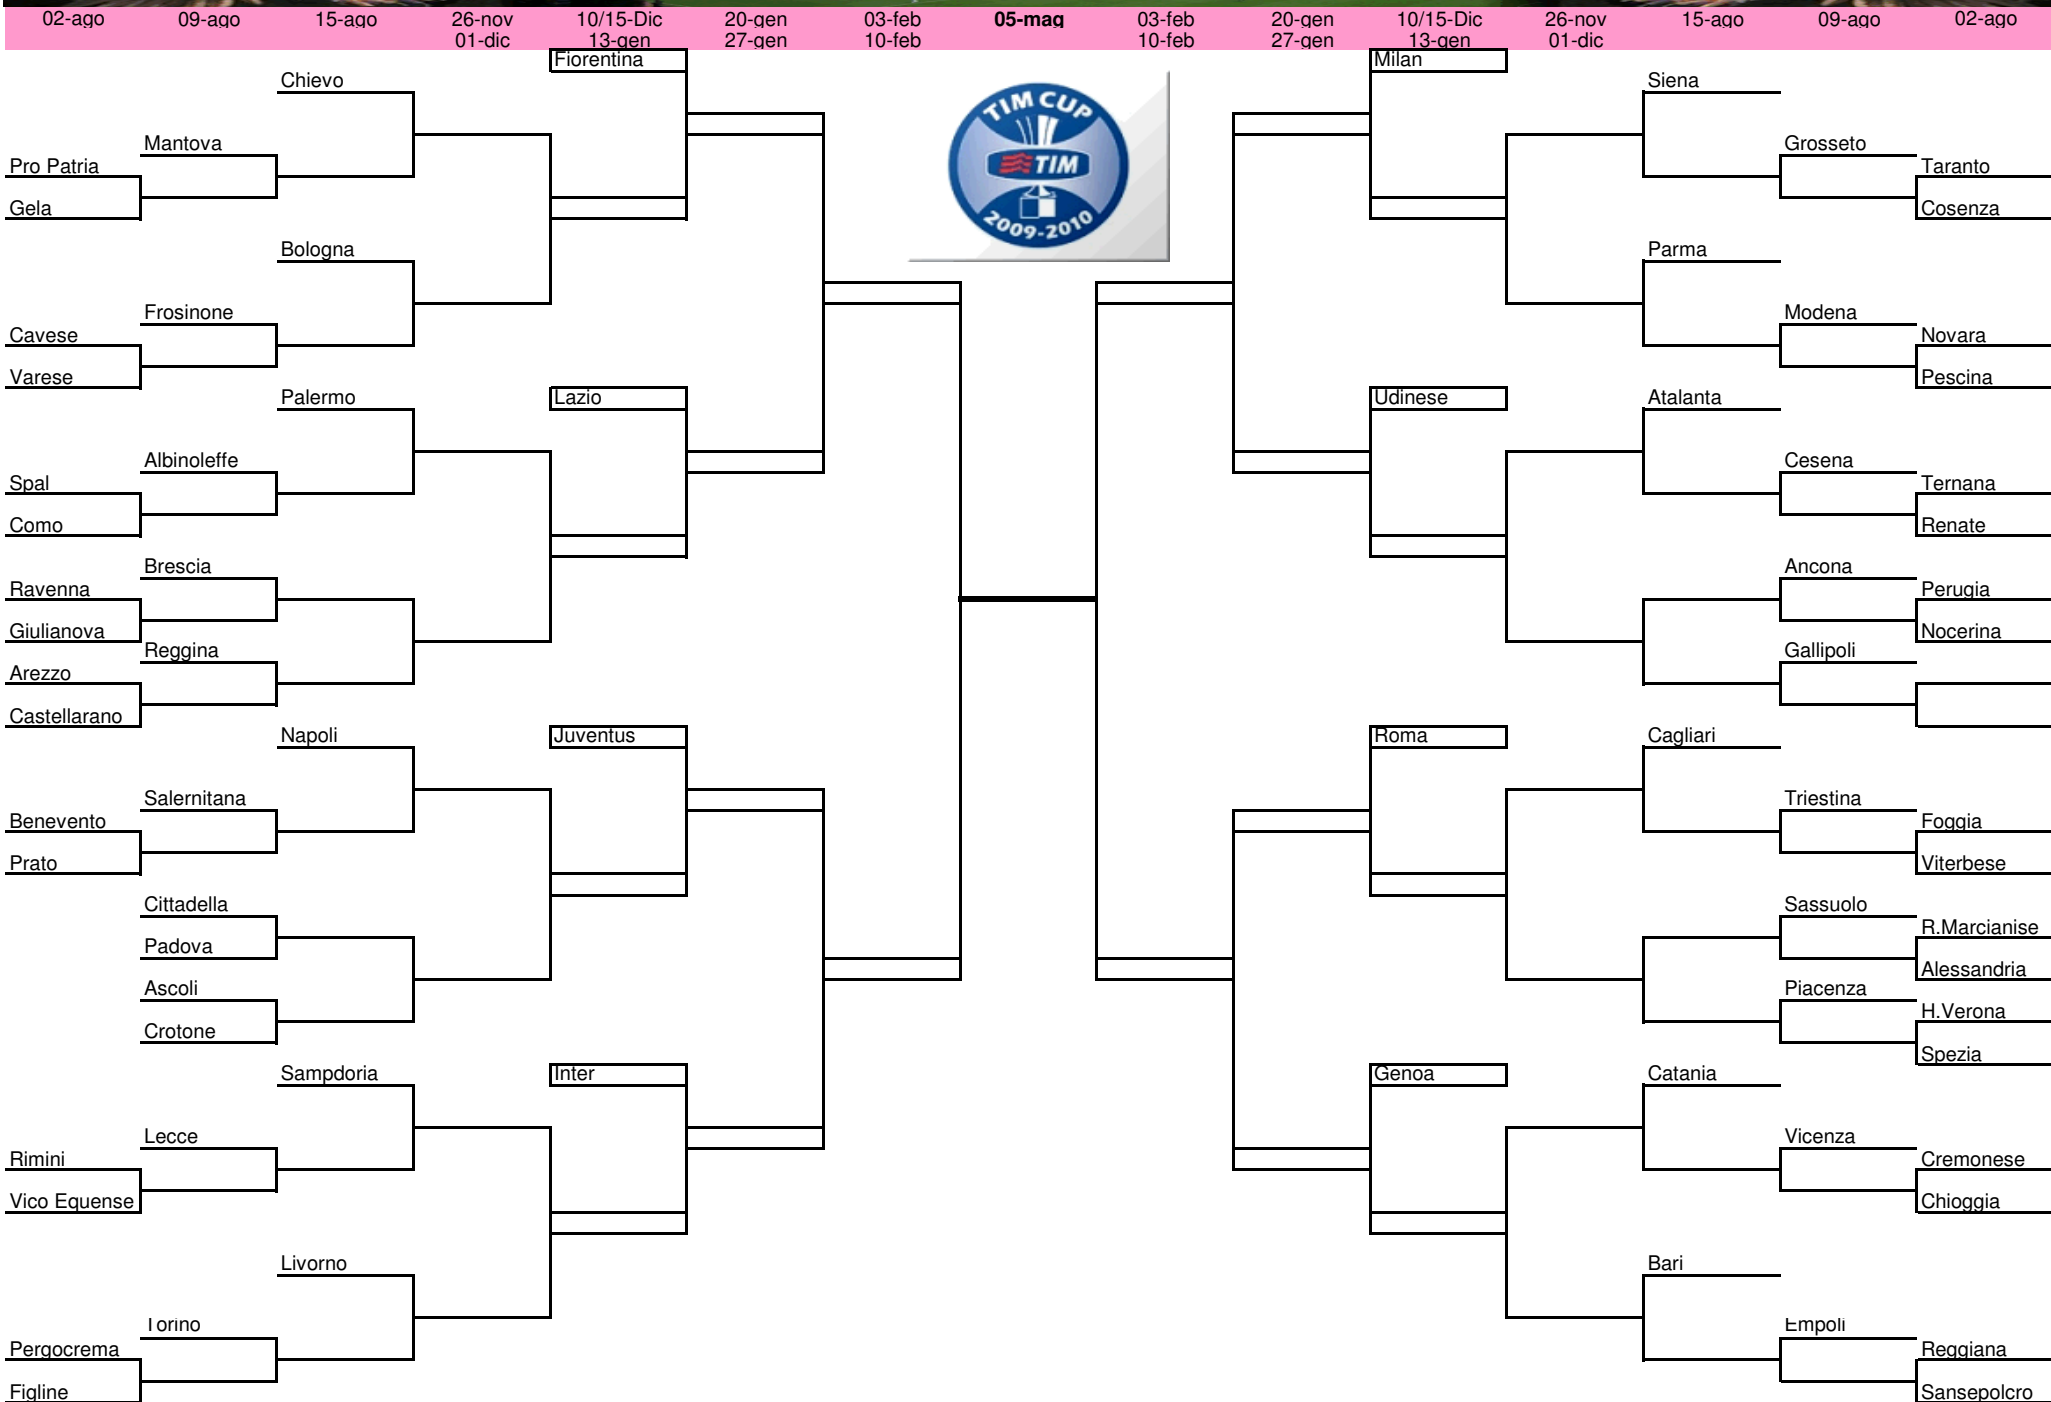 02-ago 09-ago 15-ago 26-nov 10/15-Dic 20-gen 03-feb 05-mag 03-feb 20-gen 10/15-Dic 26-nov 15-ago 09-ago 02-ago
01-dic 13-gen 27-gen 10-feb 10-feb 27-gen 13-gen 01-dic
Fiorentina Milan
Chievo Siena
TIM CUP
Mantova Grosseto
TIM
Pro Patria Taranto
Gela Cosenza
2009-2010
Bologna Parma
Frosinone Modena
Cavese Novara
Varese Pescina
Palermo Lazio Udinese Atalanta
Albinoleffe Cesena
Spal Ternana
Como Renate
Brescia Ancona
Ravenna Perugia
Giulianova Nocerina
Reggina Gallipoli
Arezzo
Castellarano
Napoli Juventus Roma Cagliari
Salernitana Triestina
Benevento Foggia
Prato Viterbese
Cittadella Sassuolo
R.Marcianise
Padova
Alessandria
Ascoli Piacenza
H.Verona
Crotone
Spezia
Sampdoria Inter Genoa Catania
Lecce Vicenza
Rimini Cremonese
Vico Equense Chioggia
Livorno Bari
Torino Empoli
Pergocrema Reggiana
Figline Sansepolcro